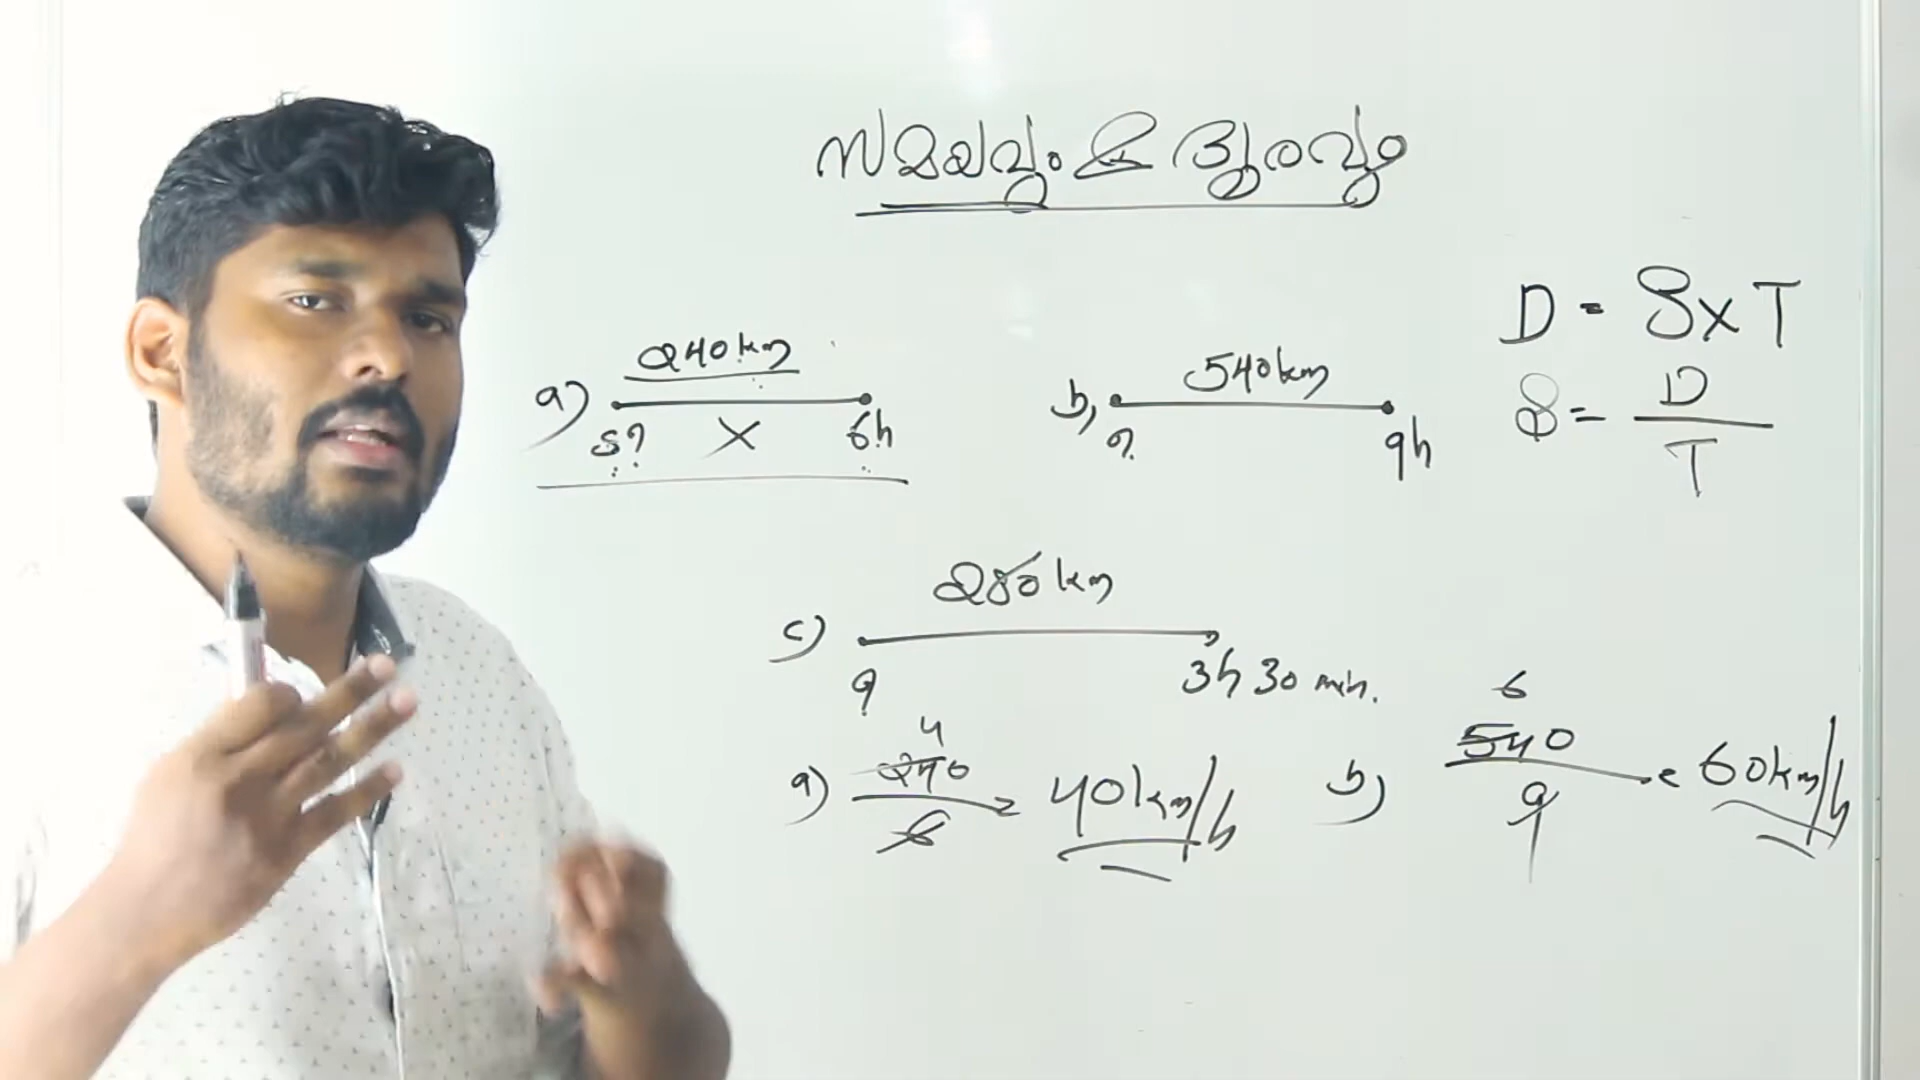 സമയവും & ദൂരവും
D = S x T
S = D / T
a) 240 km
S? X 6h
b) 540 km
? 9h
c) 280 km
? 3h 30 min.
a) 240 / 6 = 40 km/h
4
b) 540 / 9 = 60 km/h
6